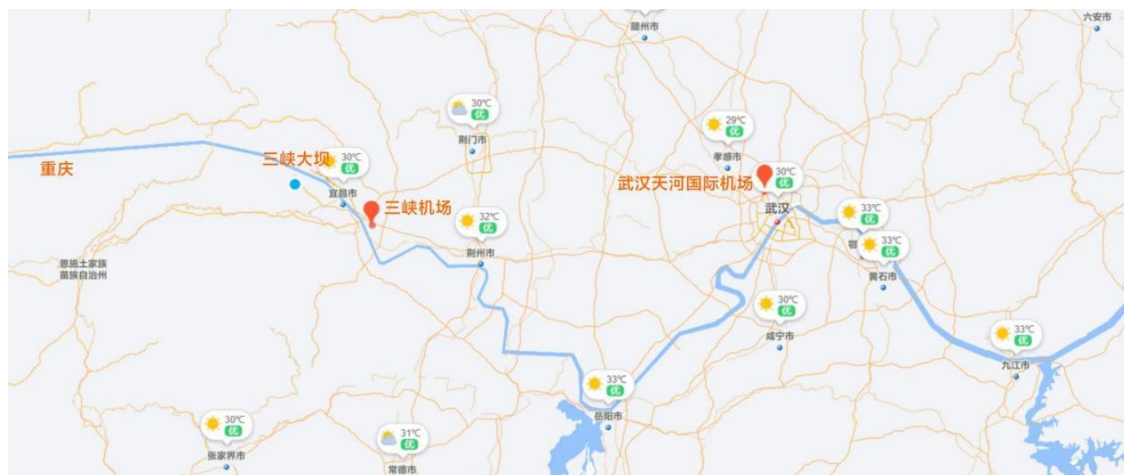 随州市
六安市
30℃
优
荆门市
29℃
优
孝感市
重庆
三峡大坝
30℃
优
宜昌市
武汉天河国际机场
30℃
优
武汉
三峡机场
32℃
优
荆州市
33℃
优
33℃
优
黄石市
恩施土家族
苗族自治州
30℃
优
咸宁市
33℃
优
九江市
33℃
优
岳阳市
30℃
优
张家界市
31℃
优
常德市